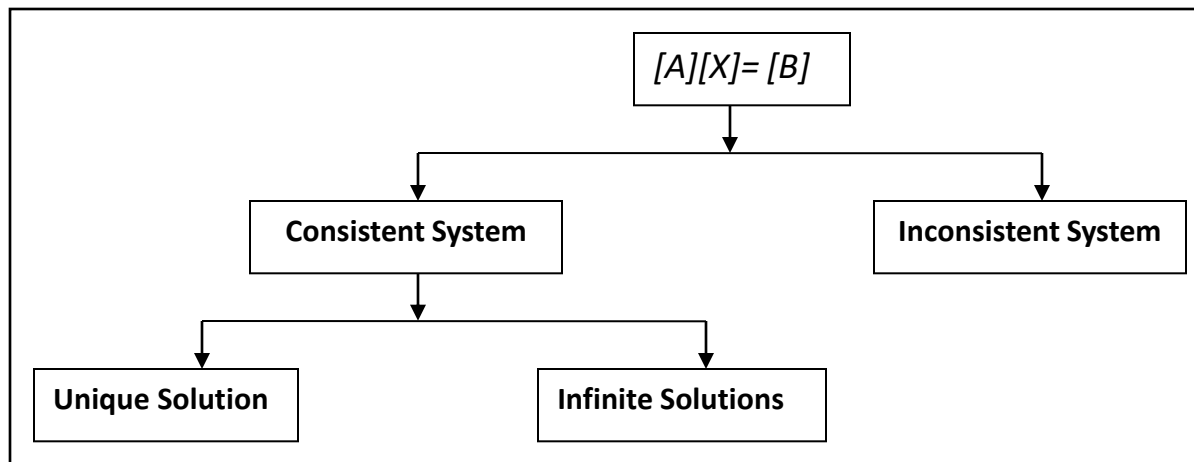 [A][X]= [B]
Consistent System
Inconsistent System
Unique Solution
Infinite Solutions